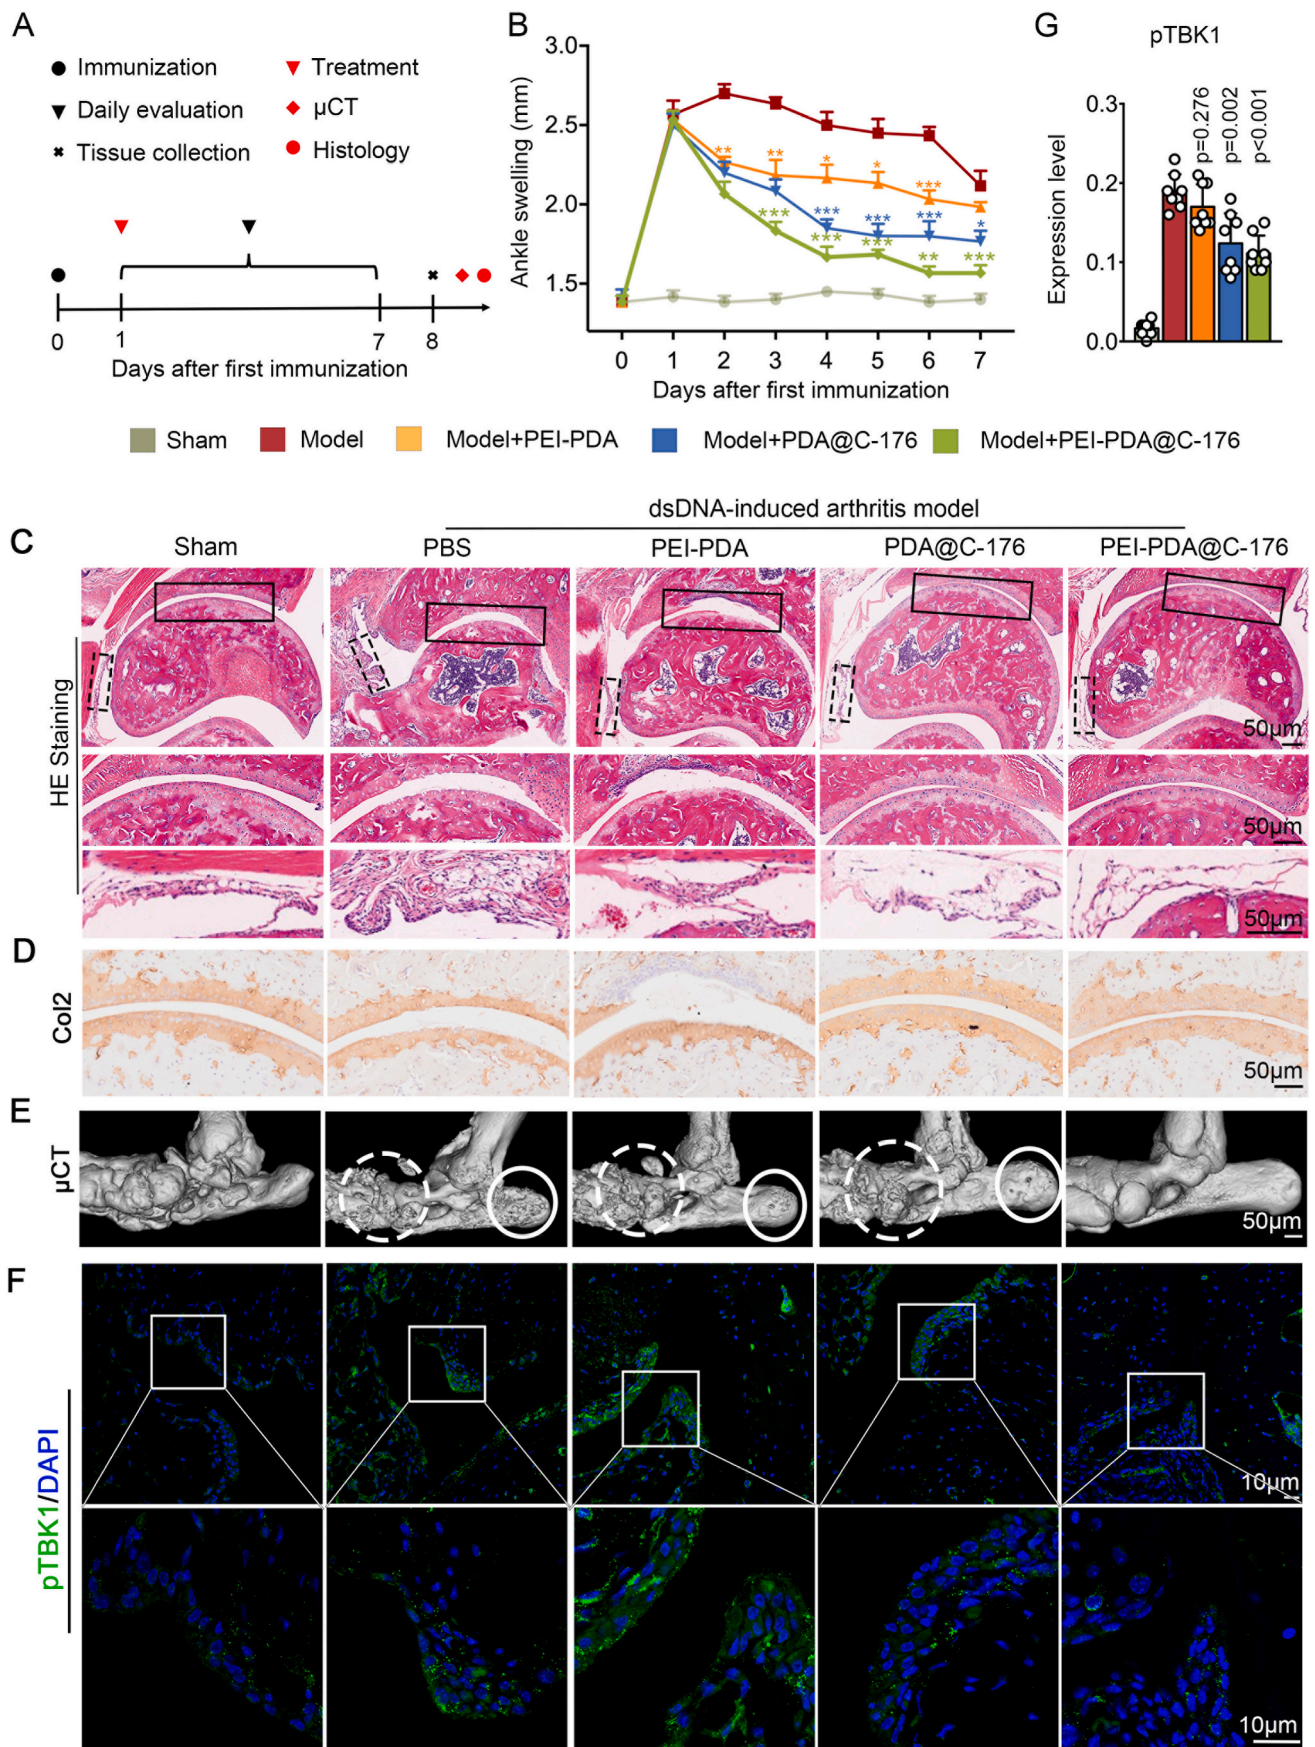 A
Immunization
Treatment
Daily evaluation
μCT
Tissue collection
Histology
0
1
7
8
Days after first immunization
B
Ankle swelling (mm)
3.0
2.5
2.0
1.5
** ** * * ***
*** *** *** *
*** *** *** ** ***
0 1 2 3 4 5 6 7
Days after first immunization
G
pTBK1
Expression level
0.3
0.2
0.1
0.0
p=0.276
p=0.002
p<0.001
Sham
Model
Model+PEI-PDA
Model+PDA@C-176
Model+PEI-PDA@C-176
dsDNA-induced arthritis model
C
Sham
PBS
PEI-PDA
PDA@C-176
PEI-PDA@C-176
HE Staining
50μm
50μm
50μm
D
Col2
50μm
E
μCT
50μm
F
pTBK1/DAPI
10μm
10μm